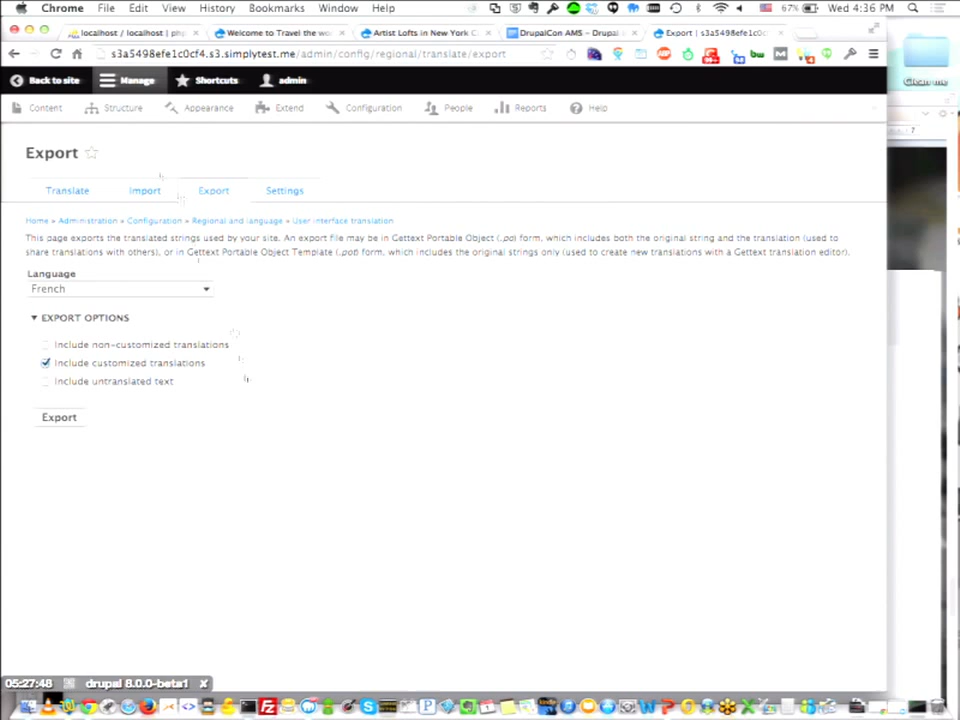 Chrome File Edit View History Bookmarks Window Help 67% Wed 4:36 PM
localhost / localhost | php Welcome to Travel the wo Artist Lofts in New York C DrupalCon AMS – Drupal Export | s3a5498efe1c0cf4.s
s3a5498efe1c0cf4.s3.simplytest.me/admin/config/regional/translate/export
Clean me
Back to site Manage Shortcuts admin
Content Structure Appearance Extend Configuration People Reports Help
7
Export
Translate Import Export Settings
Home » Administration » Configuration » Regional and language » User interface translation
This page exports the translated strings used by your site. An export file may be in Gettext Portable Object (.po) form, which includes both the original string and the translation (used to
share translations with others), or in Gettext Portable Object Template (.pot) form, which includes the original strings only (used to create new translations with a Gettext translation editor).
Language
French
EXPORT OPTIONS
Include non-customized translations
Include customized translations
Include untranslated text
Export
05:27:48 drupal 8.0.0-beta1 X